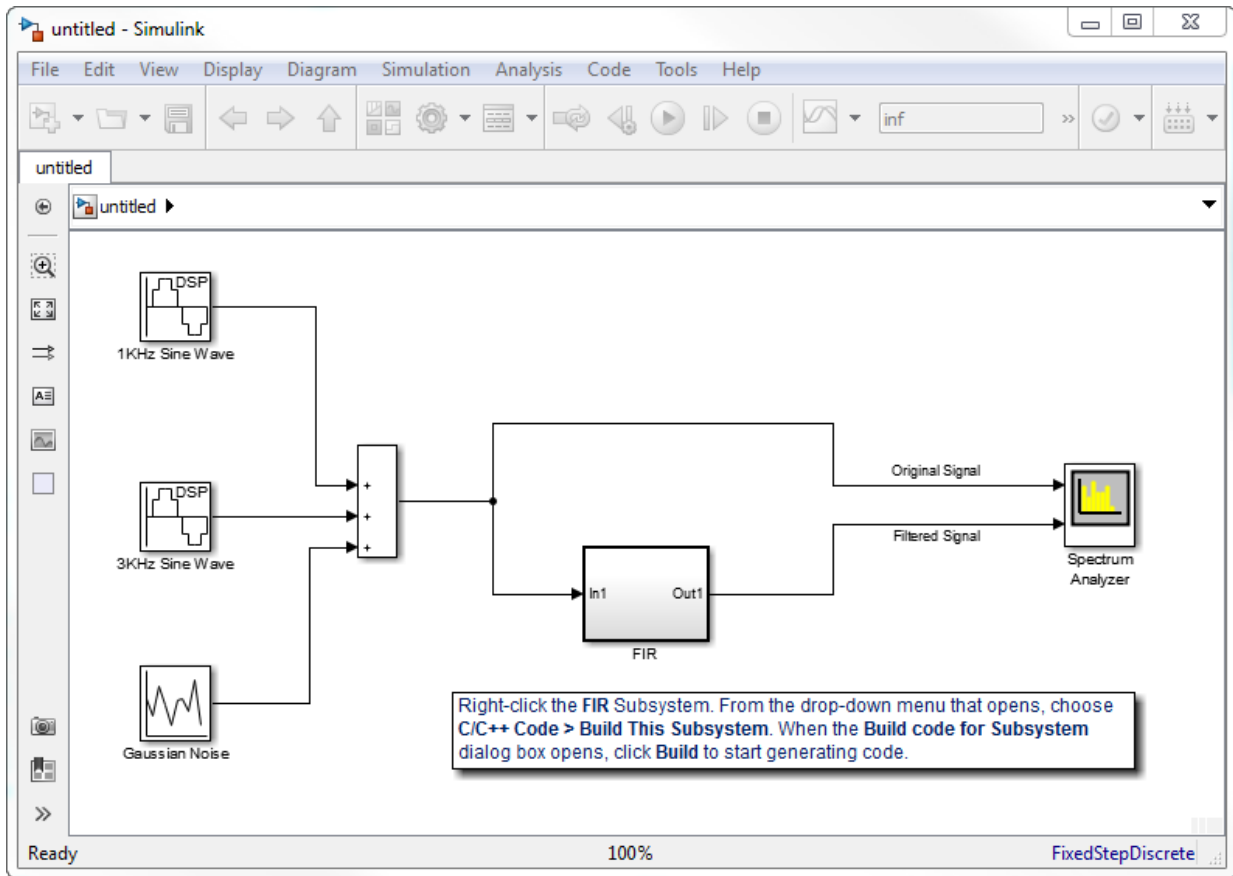 untitled - Simulink
File Edit View Display Diagram Simulation Analysis Code Tools Help
inf
untitled
untitled
DSP
1KHz Sine Wave
+
DSP
3KHz Sine Wave
+
+
Original Signal
Filtered Signal
Spectrum
Analyzer
In1 Out1
FIR
Gaussian Noise
Right-click the FIR Subsystem. From the drop-down menu that opens, choose
C/C++ Code > Build This Subsystem. When the Build code for Subsystem
dialog box opens, click Build to start generating code.
Ready 100% FixedStepDiscrete